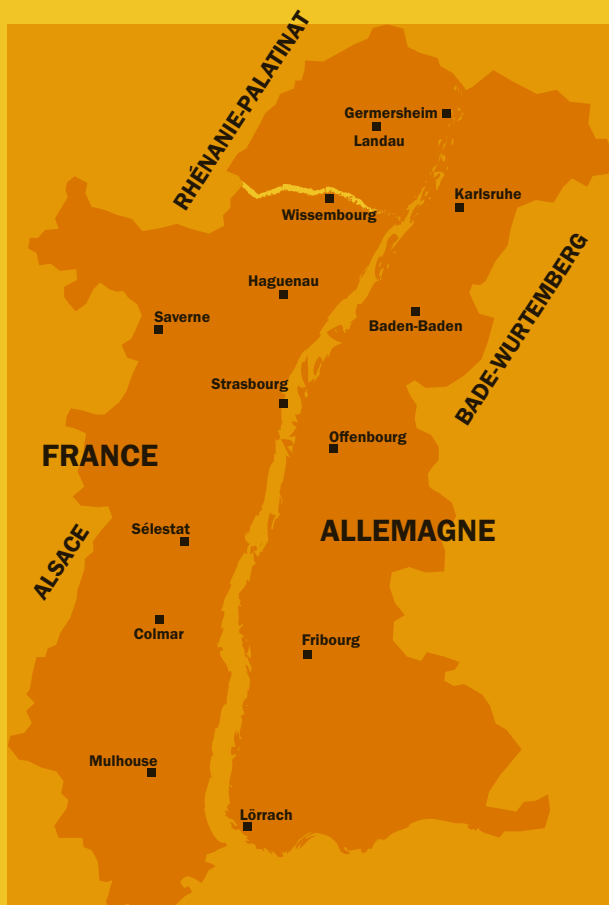 RHÉNANIE-PALATINAT
Germersheim
Landau
Karlsruhe
Wissembourg
Haguenau
Saverne
Baden-Baden
BADE-WURTEMBERG
Strasbourg
Offenbourg
FRANCE
ALLEMAGNE
Sélestat
ALSACE
Colmar
Fribourg
Mulhouse
Lörrach